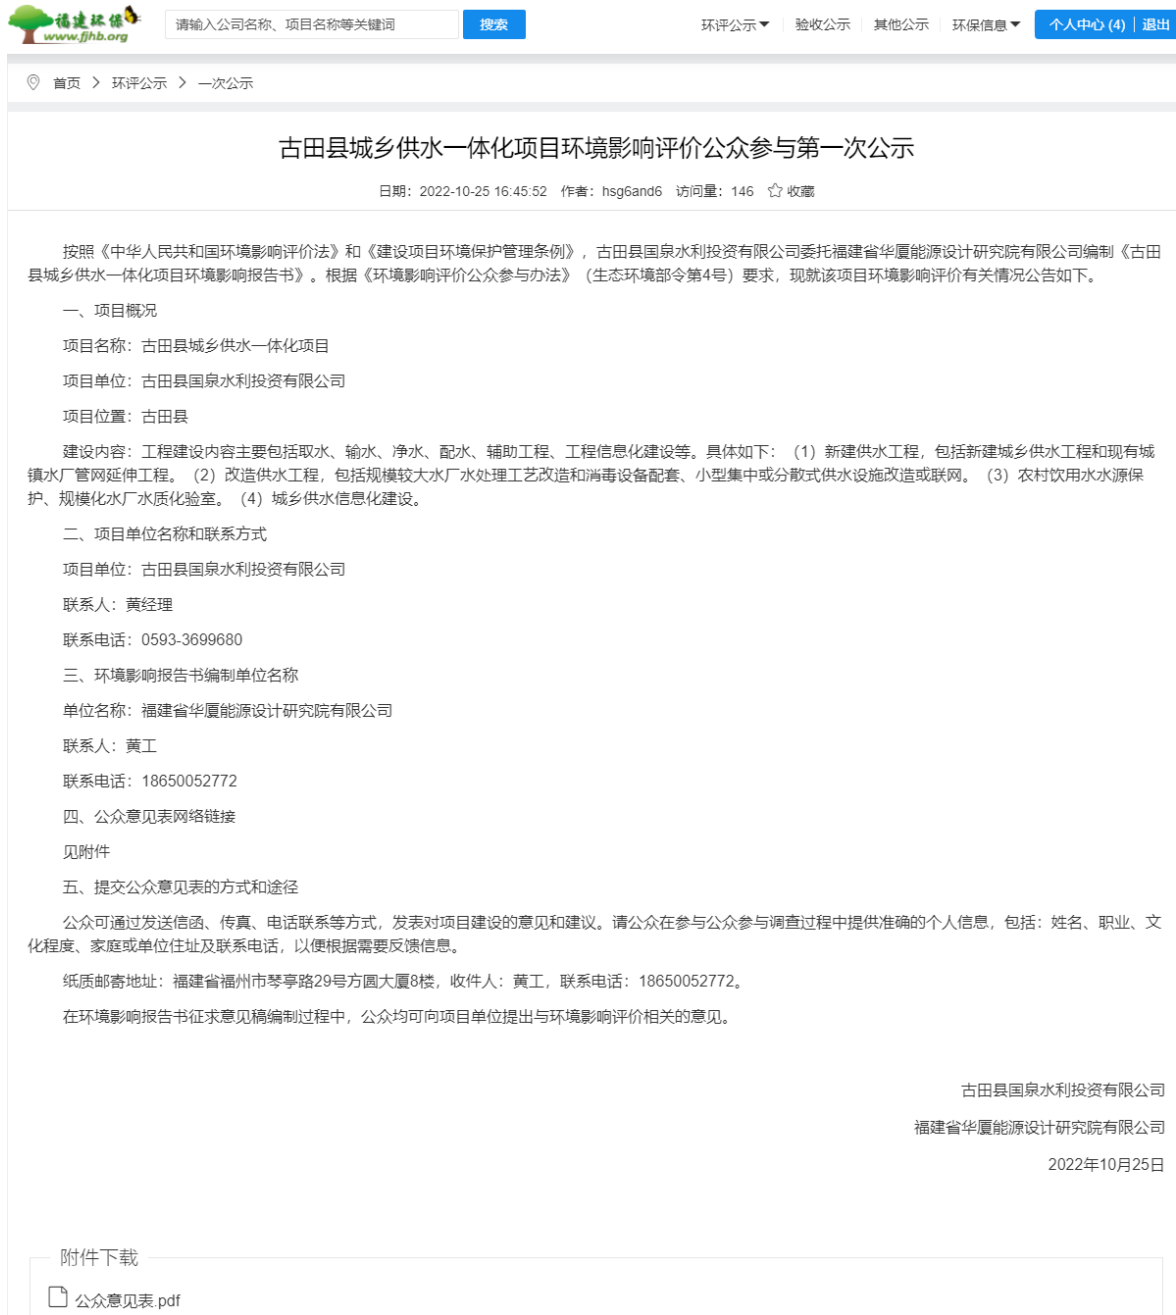 福建环保
www.fjhb.org
请输入公司名称、项目名称等关键词
搜索
环评公示
验收公示
其他公示
环保信息
个人中心 (4) | 退出
首页 > 环评公示 > 一次公示
古田县城乡供水一体化项目环境影响评价公众参与第一次公示
日期：2022-10-25 16:45:52 作者：hsg6and6 访问量：146 收藏
按照《中华人民共和国环境影响评价法》和《建设项目环境保护管理条例》，古田县国泉水利投资有限公司委托福建省华厦能源设计研究院有限公司编制《古田
县城乡供水一体化项目环境影响报告书》。根据《环境影响评价公众参与办法》（生态环境部令第4号）要求，现就该项目环境影响评价有关情况公告如下。
一、项目概况
项目名称：古田县城乡供水一体化项目
项目单位：古田县国泉水利投资有限公司
项目位置：古田县
建设内容：工程建设内容主要包括取水、输水、净水、配水、辅助工程、工程信息化建设等。具体如下：（1）新建供水工程，包括新建城乡供水工程和现有城
镇水厂管网延伸工程。（2）改造供水工程，包括规模较大水厂水处理工艺改造和消毒设备配套、小型集中或分散式供水设施改造或联网。（3）农村饮用水水源保
护、规模化水厂水质化验室。（4）城乡供水信息化建设。
二、项目单位名称和联系方式
项目单位：古田县国泉水利投资有限公司
联系人：黄经理
联系电话：0593-3699680
三、环境影响报告书编制单位名称
单位名称：福建省华厦能源设计研究院有限公司
联系人：黄工
联系电话：18650052772
四、公众意见表网络链接
见附件
五、提交公众意见表的方式和途径
公众可通过发送信函、传真、电话联系等方式，发表对项目建设的意见和建议。请公众在参与公众参与调查过程中提供准确的个人信息，包括：姓名、职业、文
化程度、家庭或单位住址及联系电话，以便根据需要反馈信息。
纸质邮寄地址：福建省福州市琴亭路29号方圆大厦8楼，收件人：黄工，联系电话：18650052772。
在环境影响报告书征求意见稿编制过程中，公众均可向项目单位提出与环境影响评价相关的意见。
古田县国泉水利投资有限公司
福建省华厦能源设计研究院有限公司
2022年10月25日
附件下载
公众意见表.pdf